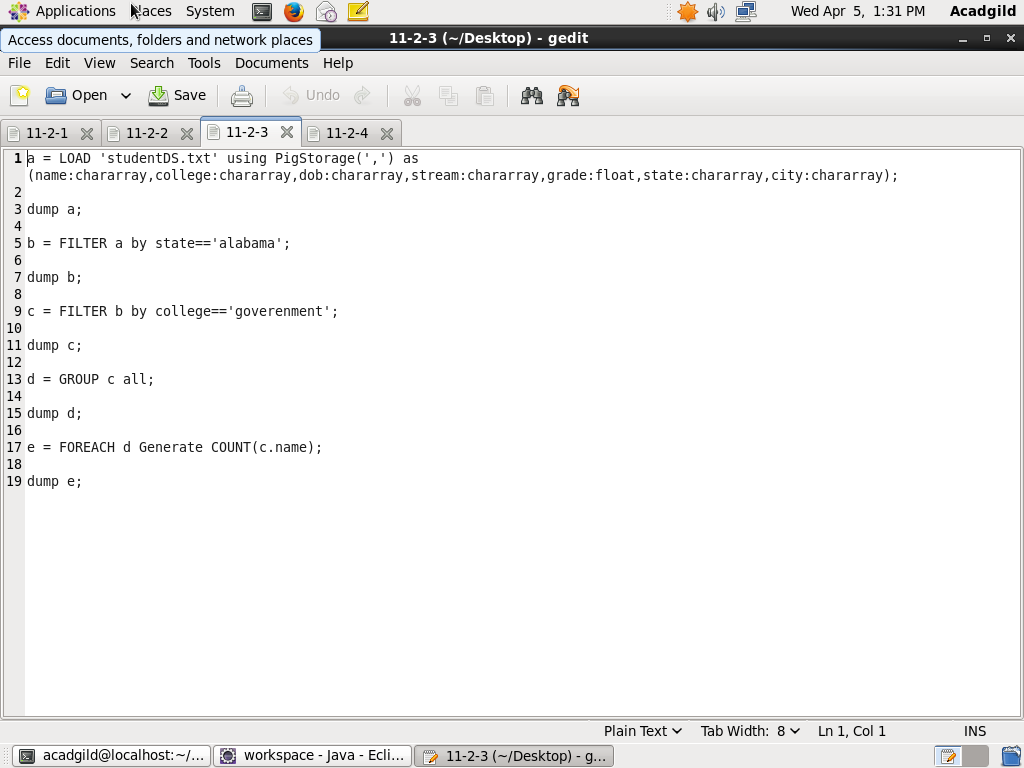 Applications Places System Wed Apr 5, 1:31 PM Acadgild
Access documents, folders and network places 11-2-3 (~/Desktop) - gedit
File Edit View Search Tools Documents Help
Open Save Undo
11-2-1 11-2-2 11-2-3 11-2-4
1 a = LOAD 'studentDS.txt' using PigStorage(',') as
(name:chararray,college:chararray,dob:chararray,stream:chararray,grade:float,state:chararray,city:chararray);
2
3 dump a;
4
5 b = FILTER a by state=='alabama';
6
7 dump b;
8
9 c = FILTER b by college=='goverenment';
10
11 dump c;
12
13 d = GROUP c all;
14
15 dump d;
16
17 e = FOREACH d Generate COUNT(c.name);
18
19 dump e;
Plain Text Tab Width: 8 Ln 1, Col 1 INS
acadgild@localhost:~/... workspace - Java - Ecli... 11-2-3 (~/Desktop) - g...